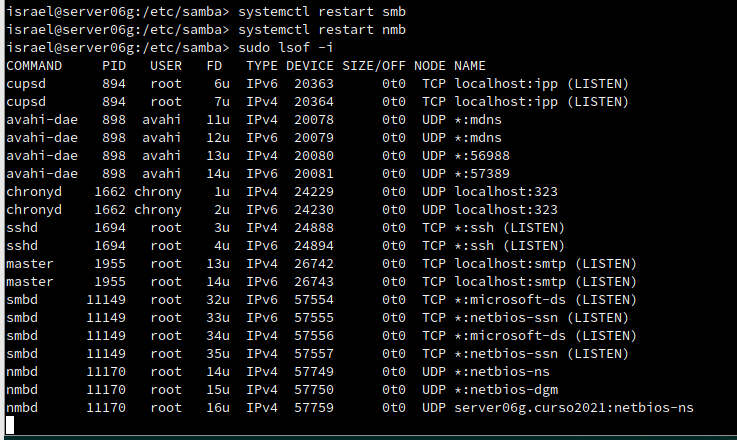 israel@server06g:/etc/samba> systemctl restart smb
israel@server06g:/etc/samba> systemctl restart nmb
israel@server06g:/etc/samba> sudo lsof -i
COMMAND     PID   USER   FD   TYPE DEVICE SIZE/OFF NODE NAME
cupsd       894   root    6u  IPv6  20363      0t0  TCP localhost:ipp (LISTEN)
cupsd       894   root    7u  IPv4  20364      0t0  TCP localhost:ipp (LISTEN)
avahi-dae   898  avahi   11u  IPv4  20078      0t0  UDP *:mdns
avahi-dae   898  avahi   12u  IPv6  20079      0t0  UDP *:mdns
avahi-dae   898  avahi   13u  IPv4  20080      0t0  UDP *:56988
avahi-dae   898  avahi   14u  IPv6  20081      0t0  UDP *:57389
chronyd    1662 chrony    1u  IPv4  24229      0t0  UDP localhost:323
chronyd    1662 chrony    2u  IPv6  24230      0t0  UDP localhost:323
sshd       1694   root    3u  IPv4  24888      0t0  TCP *:ssh (LISTEN)
sshd       1694   root    4u  IPv6  24894      0t0  TCP *:ssh (LISTEN)
master     1955   root   13u  IPv4  26742      0t0  TCP localhost:smtp (LISTEN)
master     1955   root   14u  IPv6  26743      0t0  TCP localhost:smtp (LISTEN)
smbd      11149   root   32u  IPv6  57554      0t0  TCP *:microsoft-ds (LISTEN)
smbd      11149   root   33u  IPv6  57555      0t0  TCP *:netbios-ssn (LISTEN)
smbd      11149   root   34u  IPv4  57556      0t0  TCP *:microsoft-ds (LISTEN)
smbd      11149   root   35u  IPv4  57557      0t0  TCP *:netbios-ssn (LISTEN)
nmbd      11170   root   14u  IPv4  57749      0t0  UDP *:netbios-ns
nmbd      11170   root   15u  IPv4  57750      0t0  UDP *:netbios-dgm
nmbd      11170   root   16u  IPv4  57759      0t0  UDP server06g.curso2021:netbios-ns